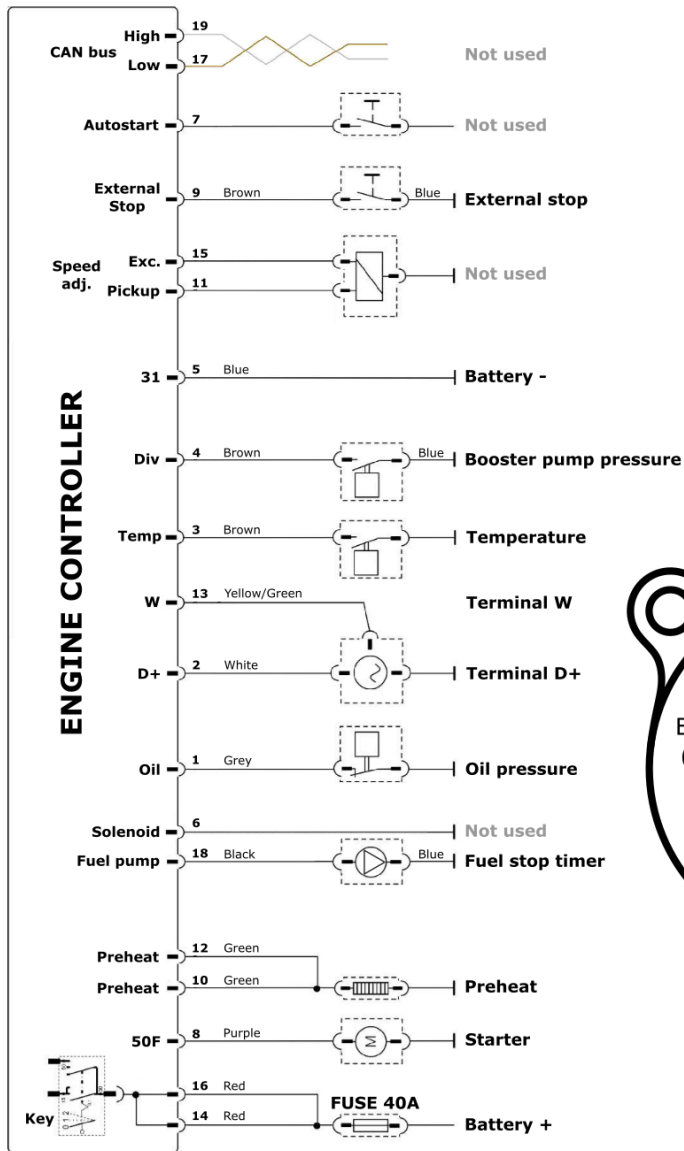 19
High
CAN bus
Not used
17
Low
Autostart
7
Not used
External
Stop
9
Brown
Blue
External stop
Speed
adj.
Exc.
15
Not used
Pickup
11
31
5
Blue
Battery -
Div
4
Brown
Blue
Booster pump pressure
Temp
3
Brown
Temperature
W
13
Yellow/Green
Terminal W
D+
2
White
Terminal D+
Oil
1
Grey
Oil pressure
ENGINE CONTROLLER
Solenoid
6
Not used
Fuel pump
18
Black
Blue
Fuel stop timer
Preheat
12
Green
Preheat
10
Green
Preheat
50F
8
Purple
M
Starter
16
Red
FUSE 40A
Key
0 1 2
14
Red
Battery +